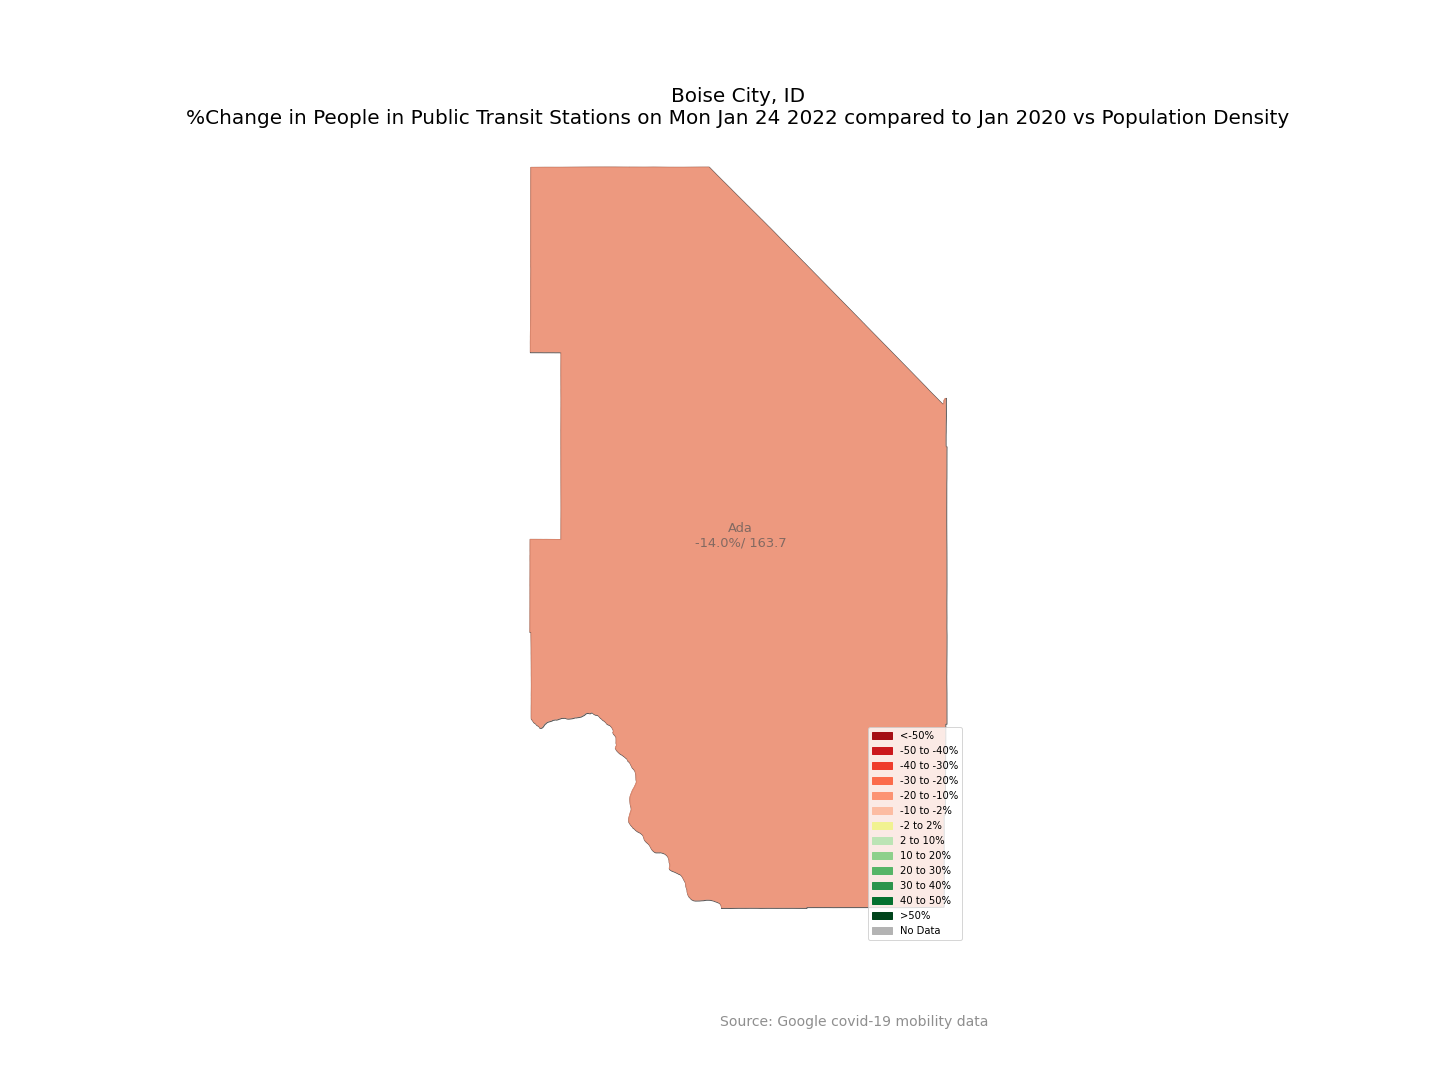 Boise City, ID
%Change in People in Public Transit Stations on Mon Jan 24 2022 compared to Jan 2020 vs Population Density
Ada
-14.0%/ 163.7
<-50%
-50 to -40%
-40 to -30%
-30 to -20%
-20 to -10%
-10 to -2%
-2 to 2%
2 to 10%
10 to 20%
20 to 30%
30 to 40%
40 to 50%
>50%
No Data
Source: Google covid-19 mobility data